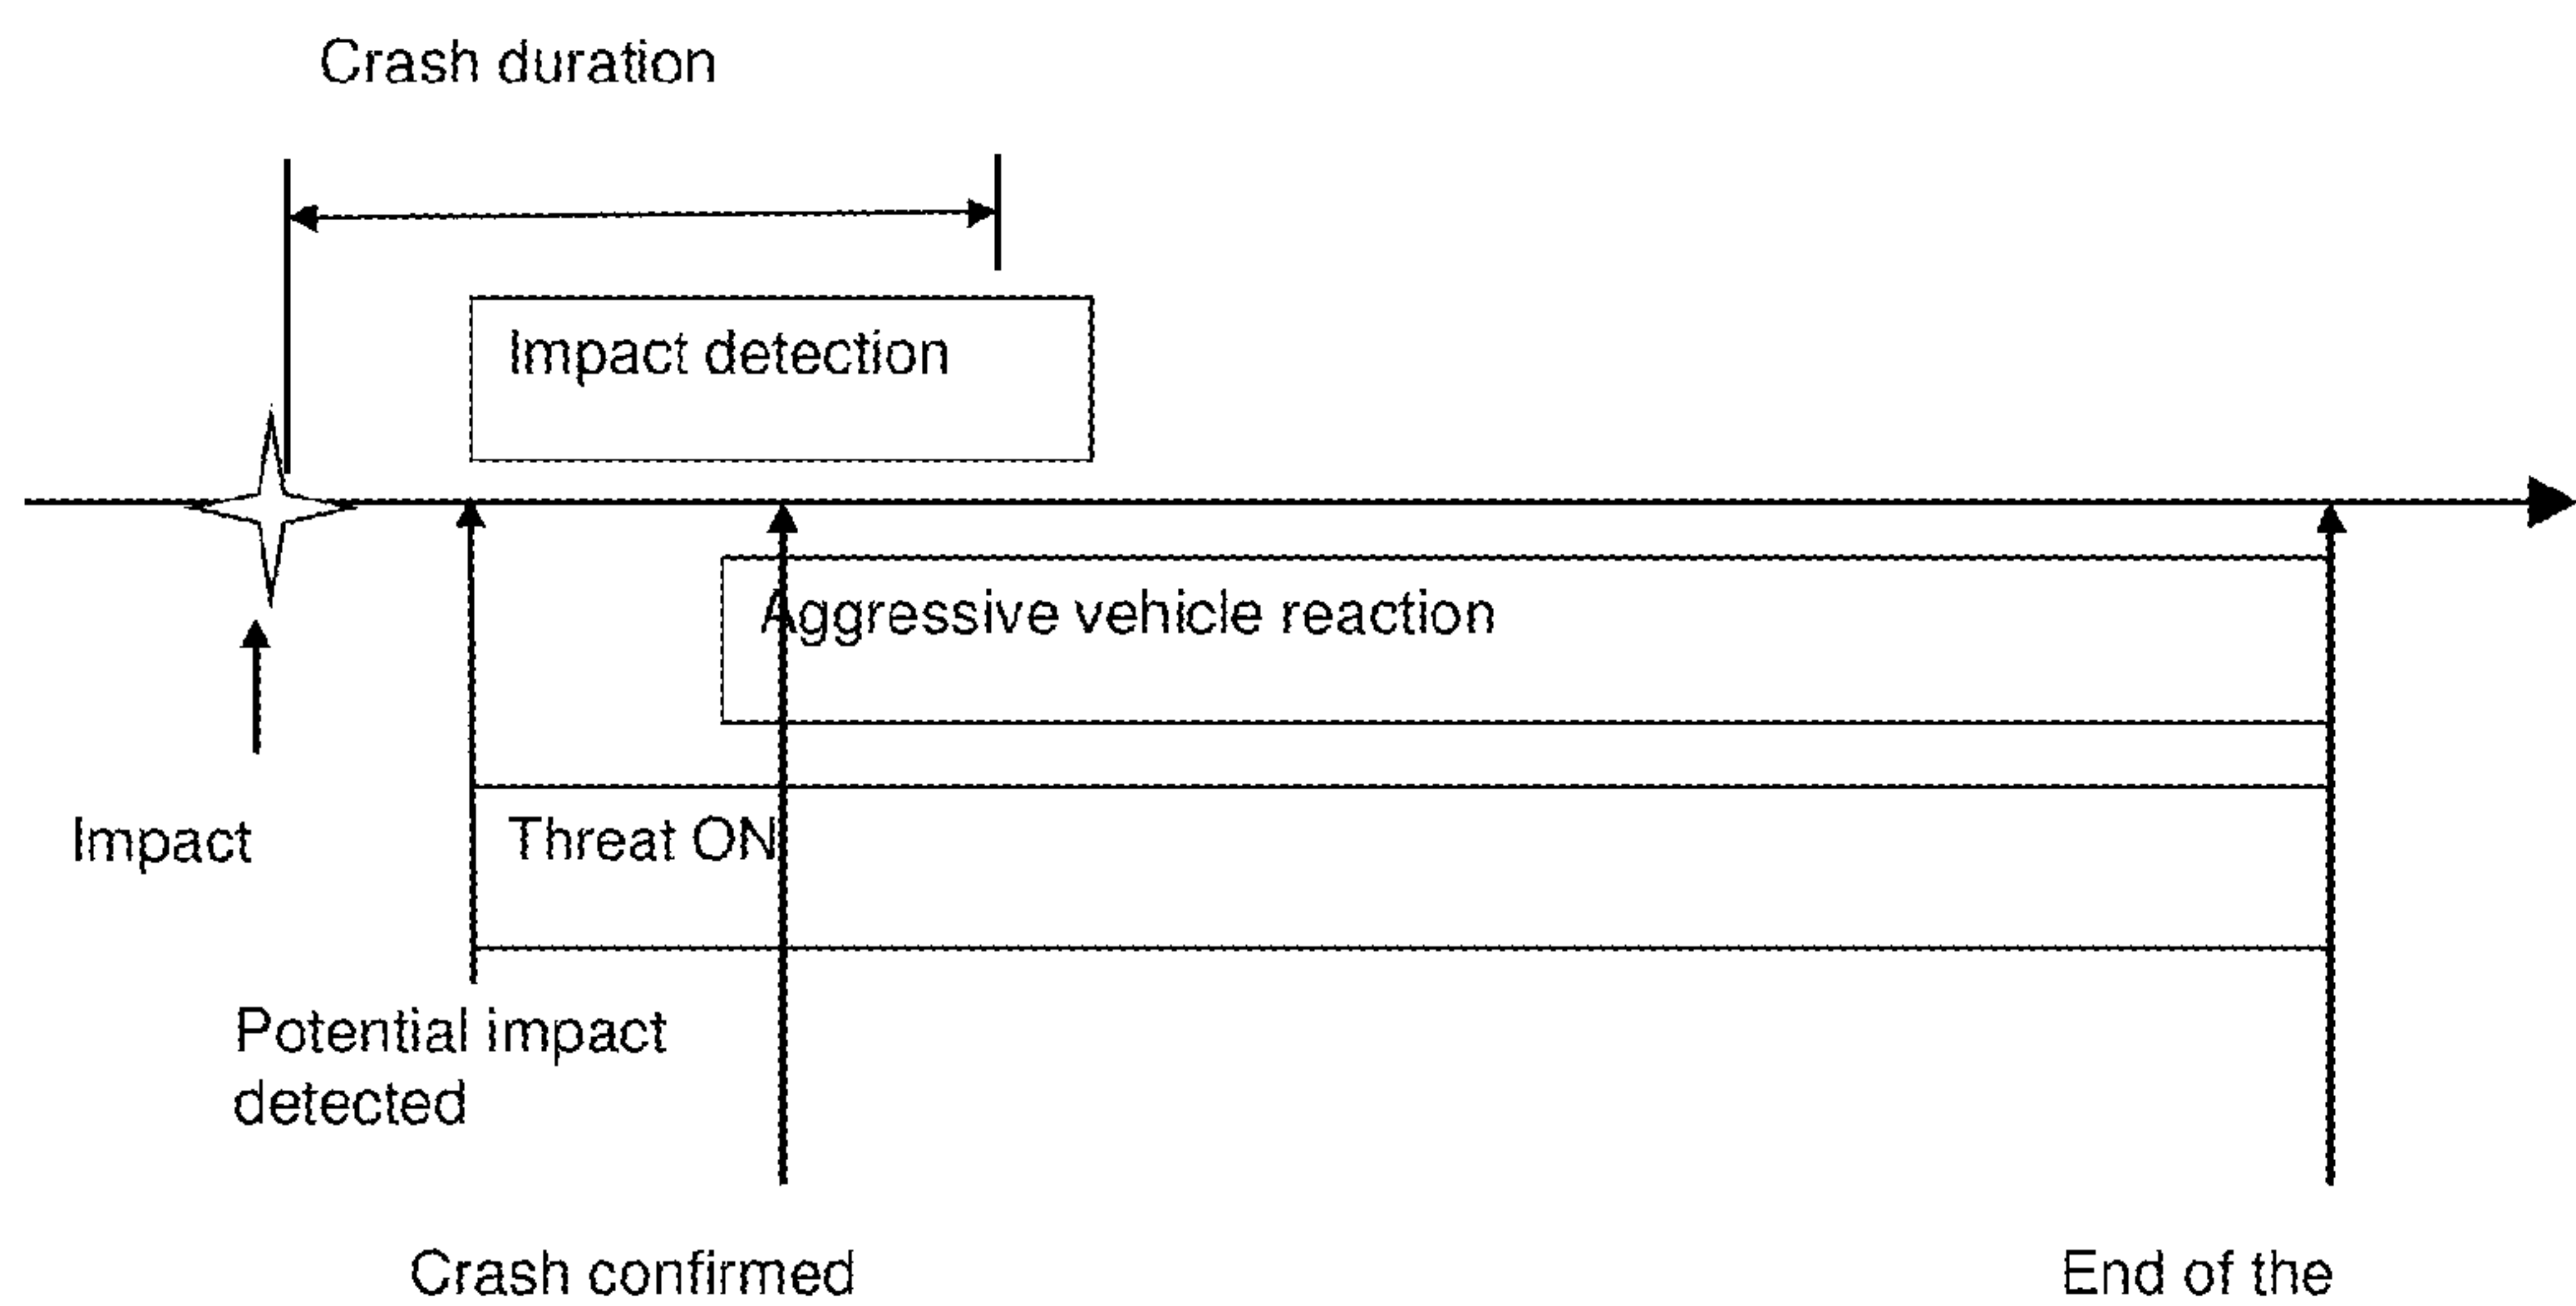 Crash duration
Impact detection
Aggressive vehicle reaction
Impact
Threat ON
Potential impact
detected
Crash confirmed
End of the